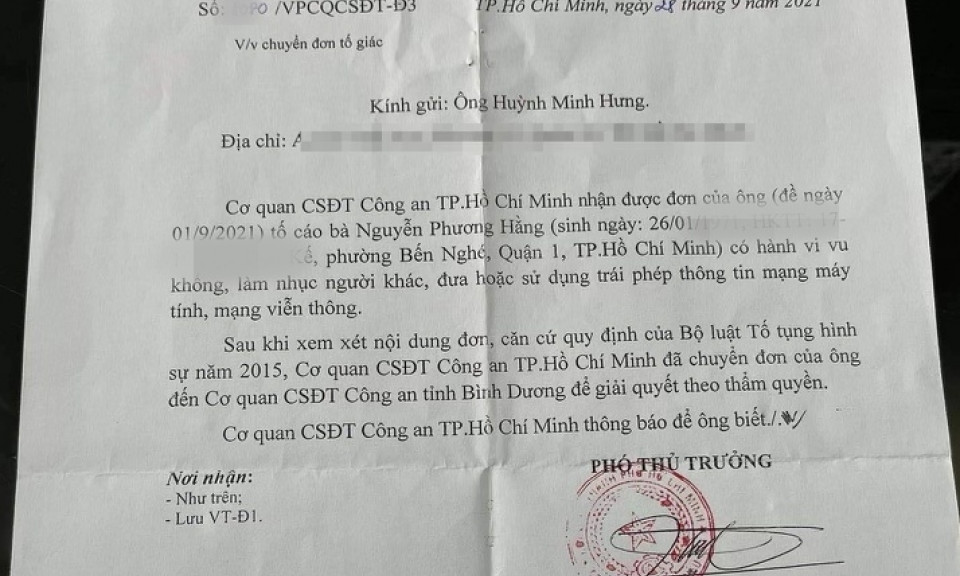 Số: /VPCQCSĐT-Đ3
TP.Hồ Chí Minh, ngày 28 tháng 9 năm 2021
V/v chuyển đơn tố giác
Kính gửi: Ông Huỳnh Minh Hưng.
Địa chỉ:
Cơ quan CSĐT Công an TP.Hồ Chí Minh nhận được đơn của ông (đề ngày
01/9/2021) tố cáo bà Nguyễn Phương Hằng (sinh ngày: 26/01/
phường Bến Nghé, Quận 1, TP.Hồ Chí Minh) có hành vi vu
không, làm nhục người khác, đưa hoặc sử dụng trái phép thông tin mạng máy
tính, mạng viễn thông.
Sau khi xem xét nội dung đơn, căn cứ quy định của Bộ luật Tố tụng hình
sự năm 2015, Cơ quan CSĐT Công an TP.Hồ Chí Minh đã chuyển đơn của ông
đến Cơ quan CSĐT Công an tỉnh Bình Dương để giải quyết theo thẩm quyền.
Cơ quan CSĐT Công an TP.Hồ Chí Minh thông báo để ông biết./.
PHÓ THỦ TRƯỞNG
Nơi nhận:
- Như trên;
- Lưu VT-Đ1.